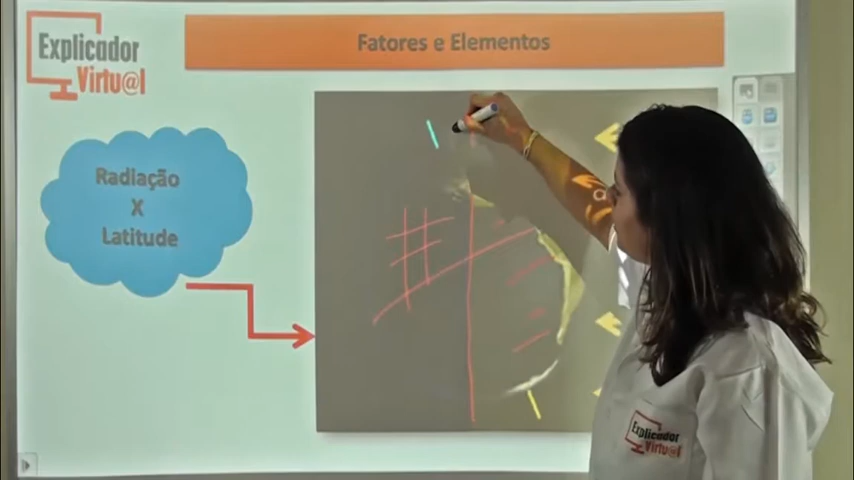 Explicador
Virtu@l
Fatores e Elementos
Radiação
X
Latitude
Explicador
Virtu@l